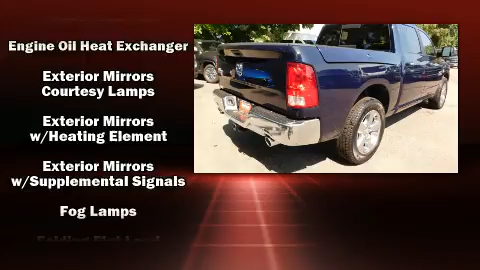 Engine Oil Heat Exchanger
Exterior Mirrors
Courtesy Lamps
Exterior Mirrors
w/Heating Element
Exterior Mirrors
w/Supplemental Signals
Fog Lamps